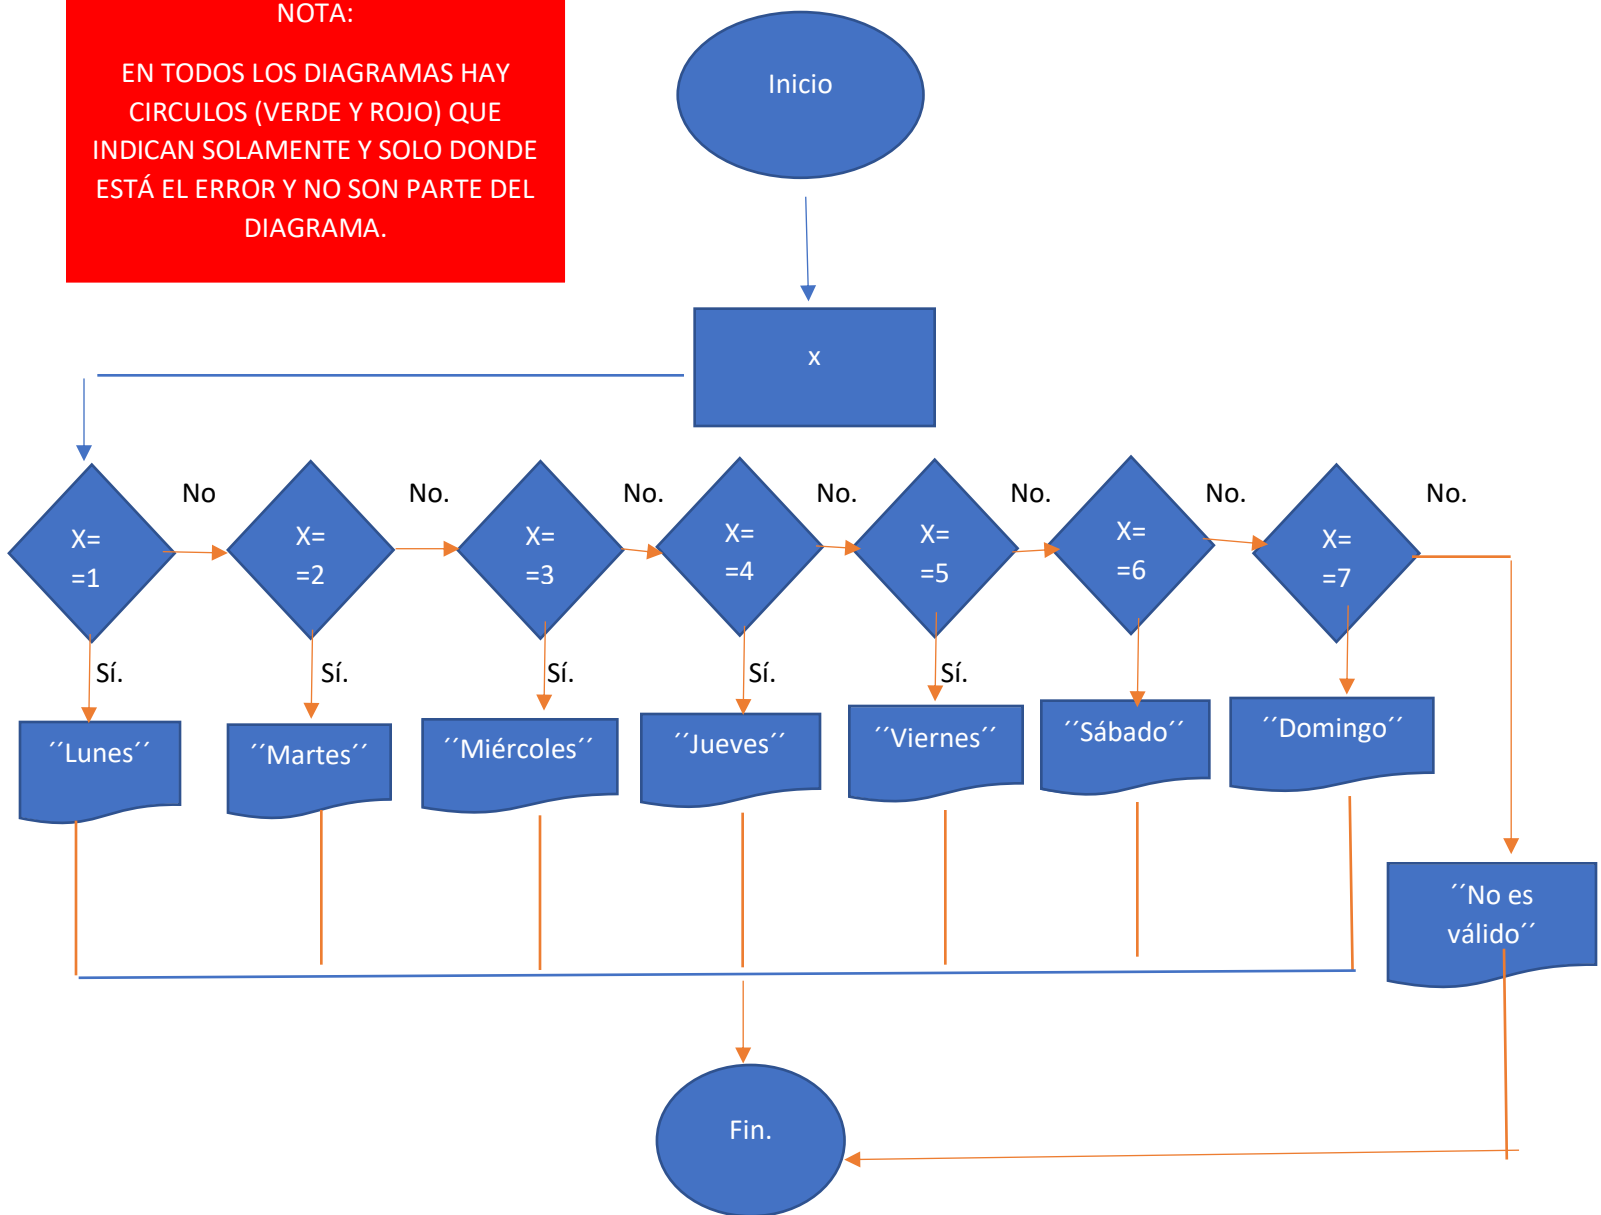 NOTA:
EN TODOS LOS DIAGRAMAS HAY
CIRCULOS (VERDE Y ROJO) QUE
INDICAN SOLAMENTE Y SOLO DONDE
ESTÁ EL ERROR Y NO SON PARTE DEL
DIAGRAMA.
Inicio
x
No
No.
No.
No.
No.
No.
No.
X=
=1
X=
=2
X=
=3
X=
=4
X=
=5
X=
=6
X=
=7
Sí.
Sí.
Sí.
Sí.
Sí.
´´Lunes´´
´´Martes´´
´´Miércoles´´
´´Jueves´´
´´Viernes´´
´´Sábado´´
´´Domingo´´
´´No es
válido´´
Fin.